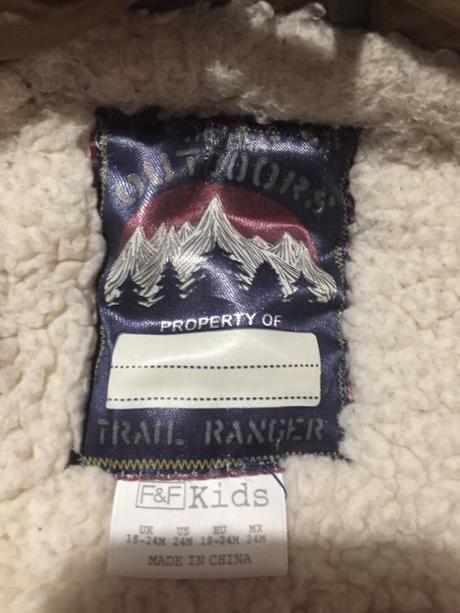 OUTDOORS
PROPERTY OF
TRAIL RANGER
F&F Kids
UK US EU MX
18-24M 24M 18-24M 24M
MADE IN CHINA